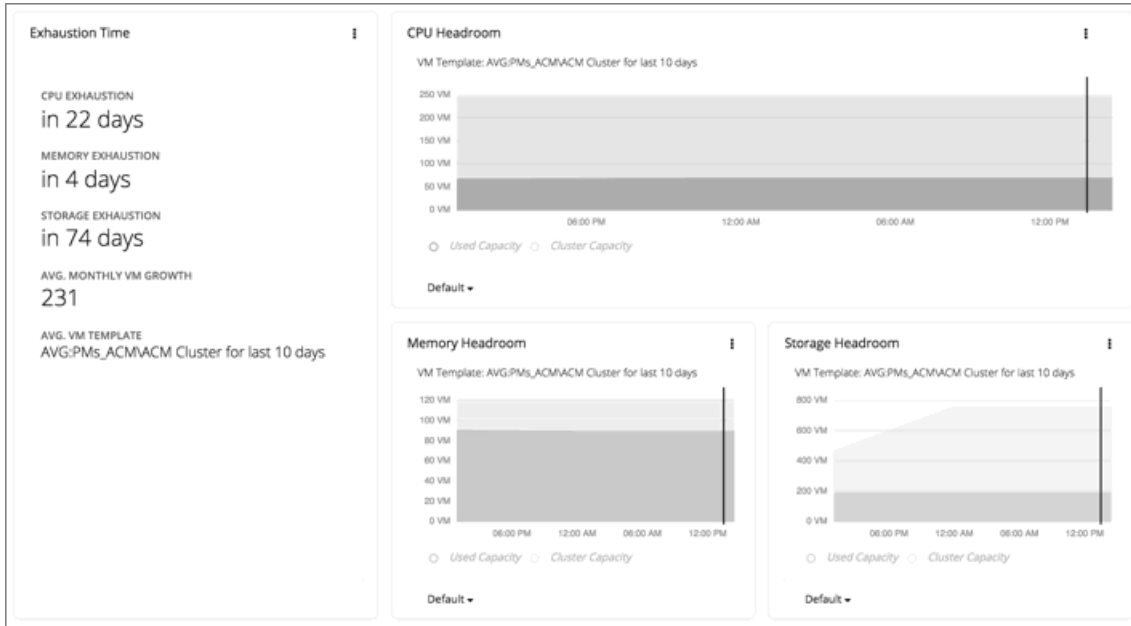 Exhaustion Time
CPU EXHAUSTION
in 22 days
MEMORY EXHAUSTION
in 4 days
STORAGE EXHAUSTION
in 74 days
AVG. MONTHLY VM GROWTH
231
AVG. VM TEMPLATE
AVG:PMs_ACM\ACM Cluster for last 10 days
CPU Headroom
VM Template: AVG:PMs_ACM\ACM Cluster for last 10 days
250 VM
200 VM
150 VM
100 VM
50 VM
0 VM
06:00 PM 12:00 AM 06:00 AM 12:00 PM
Used Capacity Cluster Capacity
Default
Memory Headroom
VM Template: AVG:PMs_ACM\ACM Cluster for last 10 days
120 VM
100 VM
80 VM
60 VM
40 VM
20 VM
0 VM
06:00 PM 12:00 AM 06:00 AM 12:00 PM
Used Capacity Cluster Capacity
Default
Storage Headroom
VM Template: AVG:PMs_ACM\ACM Cluster for last 10 days
800 VM
600 VM
400 VM
200 VM
0 VM
06:00 PM 12:00 AM 06:00 AM 12:00 PM
Used Capacity Cluster Capacity
Default